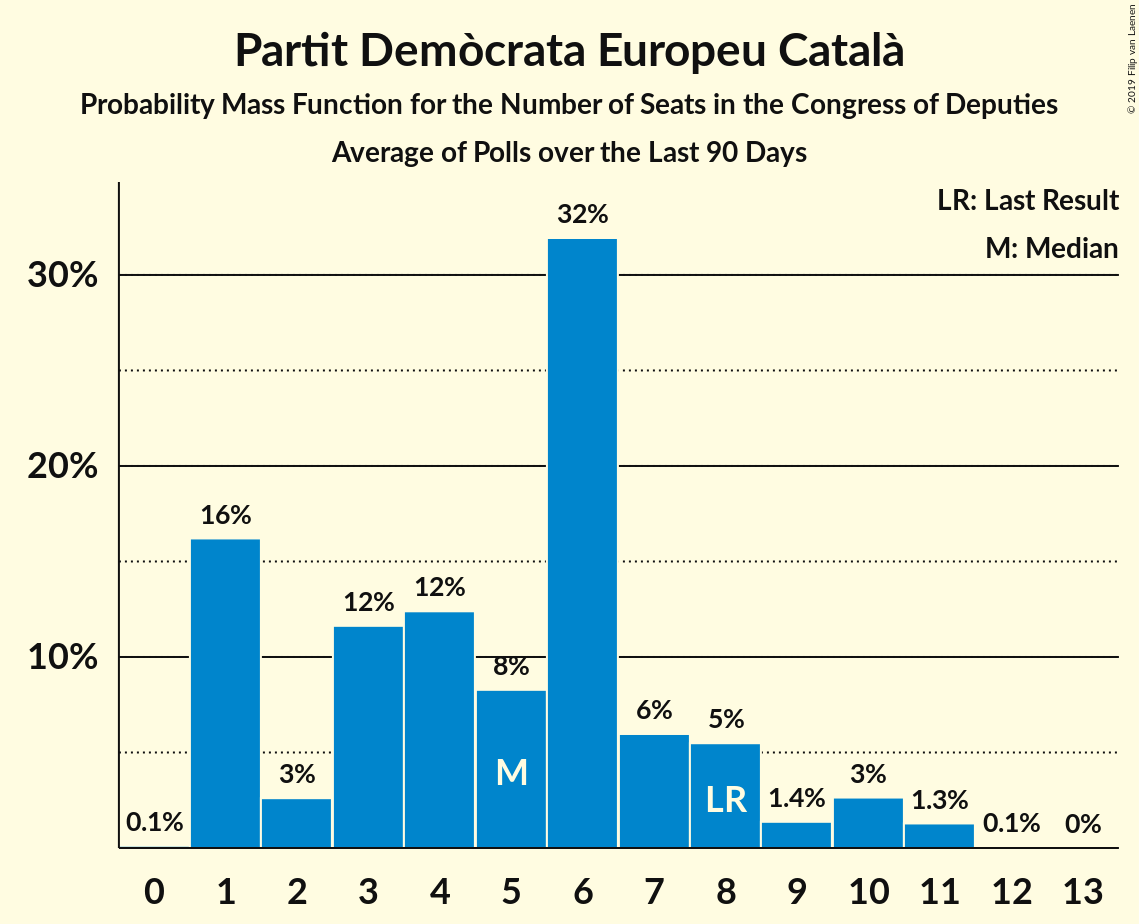 Partit Demòcrata Europeu Català
Probability Mass Function for the Number of Seats in the Congress of Deputies
Average of Polls over the Last 90 Days
© 2019 Filip van Laenen
LR: Last Result
M: Median
30%
20%
10%
0.1%
16%
3%
12%
12%
8%
32%
6%
5%
1.4%
3%
1.3%
0.1%
0%
M
LR
0 1 2 3 4 5 6 7 8 9 10 11 12 13